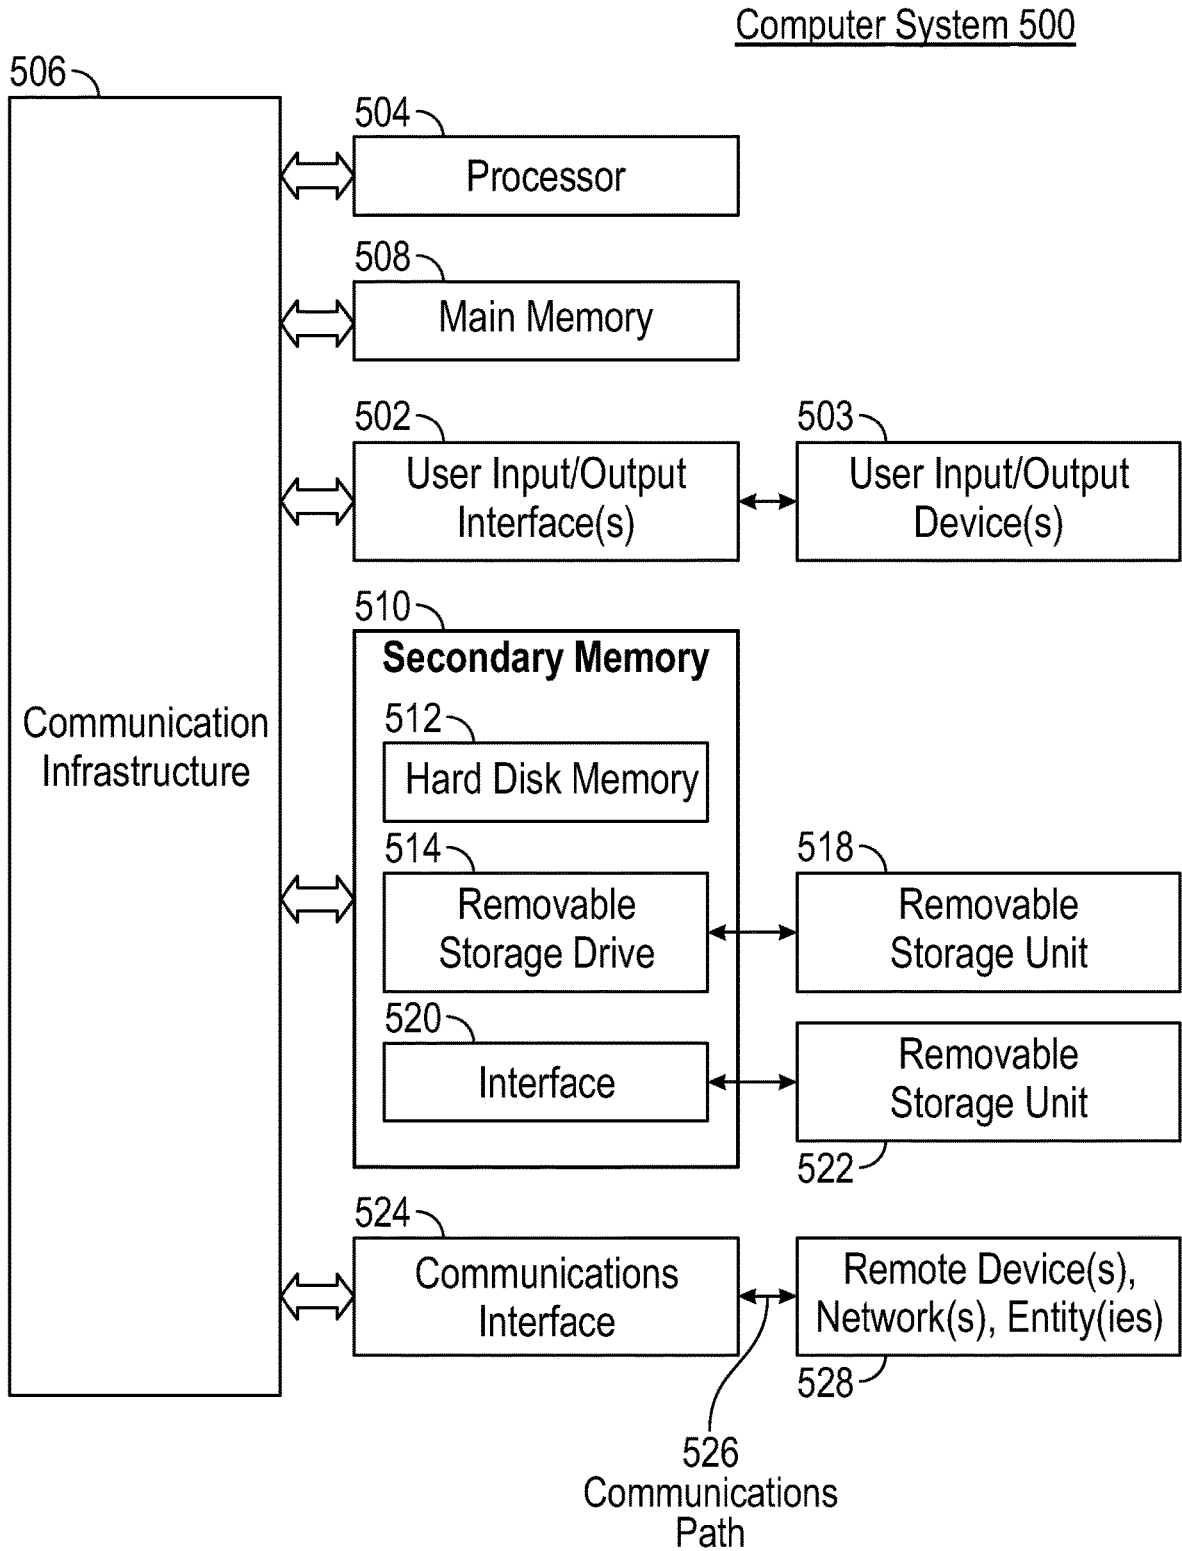 Computer System 500
506
504
Processor
508
Main Memory
502
User Input/Output
Interface(s)
503
User Input/Output
Device(s)
510
Secondary Memory
512
Hard Disk Memory
Communication
Infrastructure
514
Removable
Storage Drive
518
Removable
Storage Unit
520
Interface
Removable
Storage Unit
522
524
Communications
Interface
Remote Device(s),
Network(s), Entity(ies)
528
526
Communications
Path